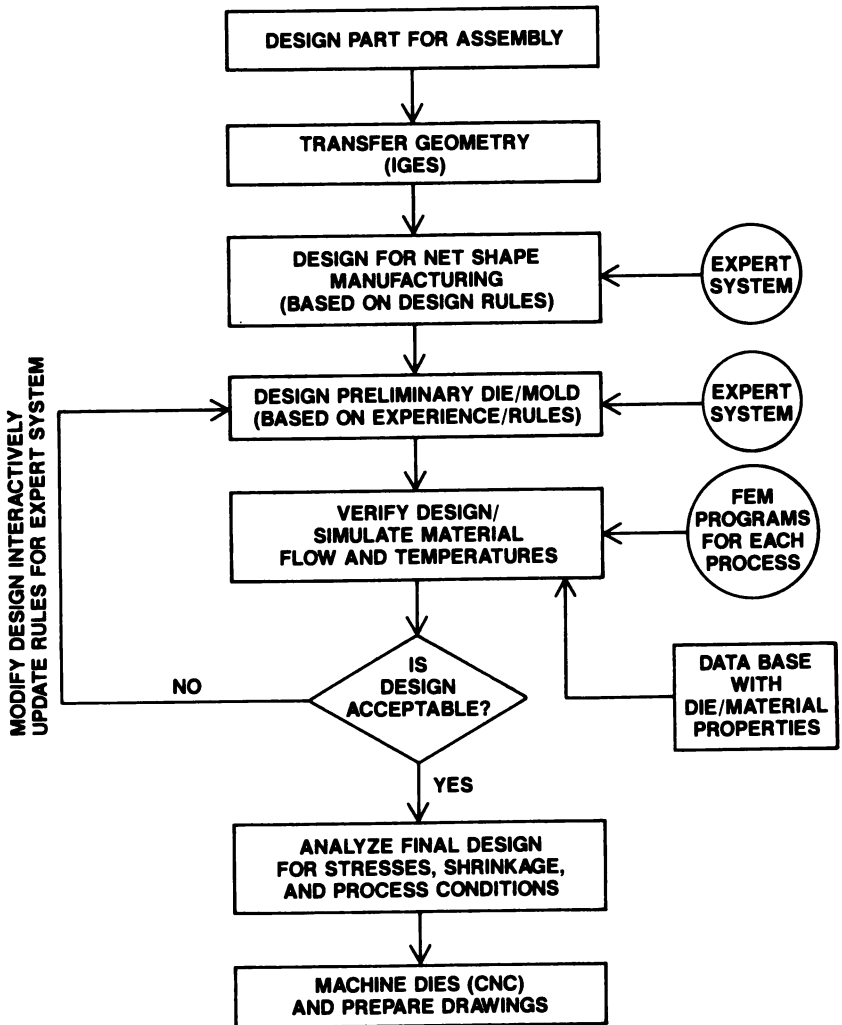 DESIGN PART FOR ASSEMBLY
TRANSFER GEOMETRY
(IGES)
DESIGN FOR NET SHAPE
MANUFACTURING
(BASED ON DESIGN RULES)
EXPERT
SYSTEM
DESIGN PRELIMINARY DIE/MOLD
(BASED ON EXPERIENCE/RULES)
EXPERT
SYSTEM
MODIFY DESIGN INTERACTIVELY
UPDATE RULES FOR EXPERT SYSTEM
VERIFY DESIGN/
SIMULATE MATERIAL
FLOW AND TEMPERATURES
FEM
PROGRAMS
FOR EACH
PROCESS
IS
DESIGN
ACCEPTABLE?
NO
DATA BASE
WITH
DIE/MATERIAL
PROPERTIES
YES
ANALYZE FINAL DESIGN
FOR STRESSES, SHRINKAGE,
AND PROCESS CONDITIONS
MACHINE DIES (CNC)
AND PREPARE DRAWINGS